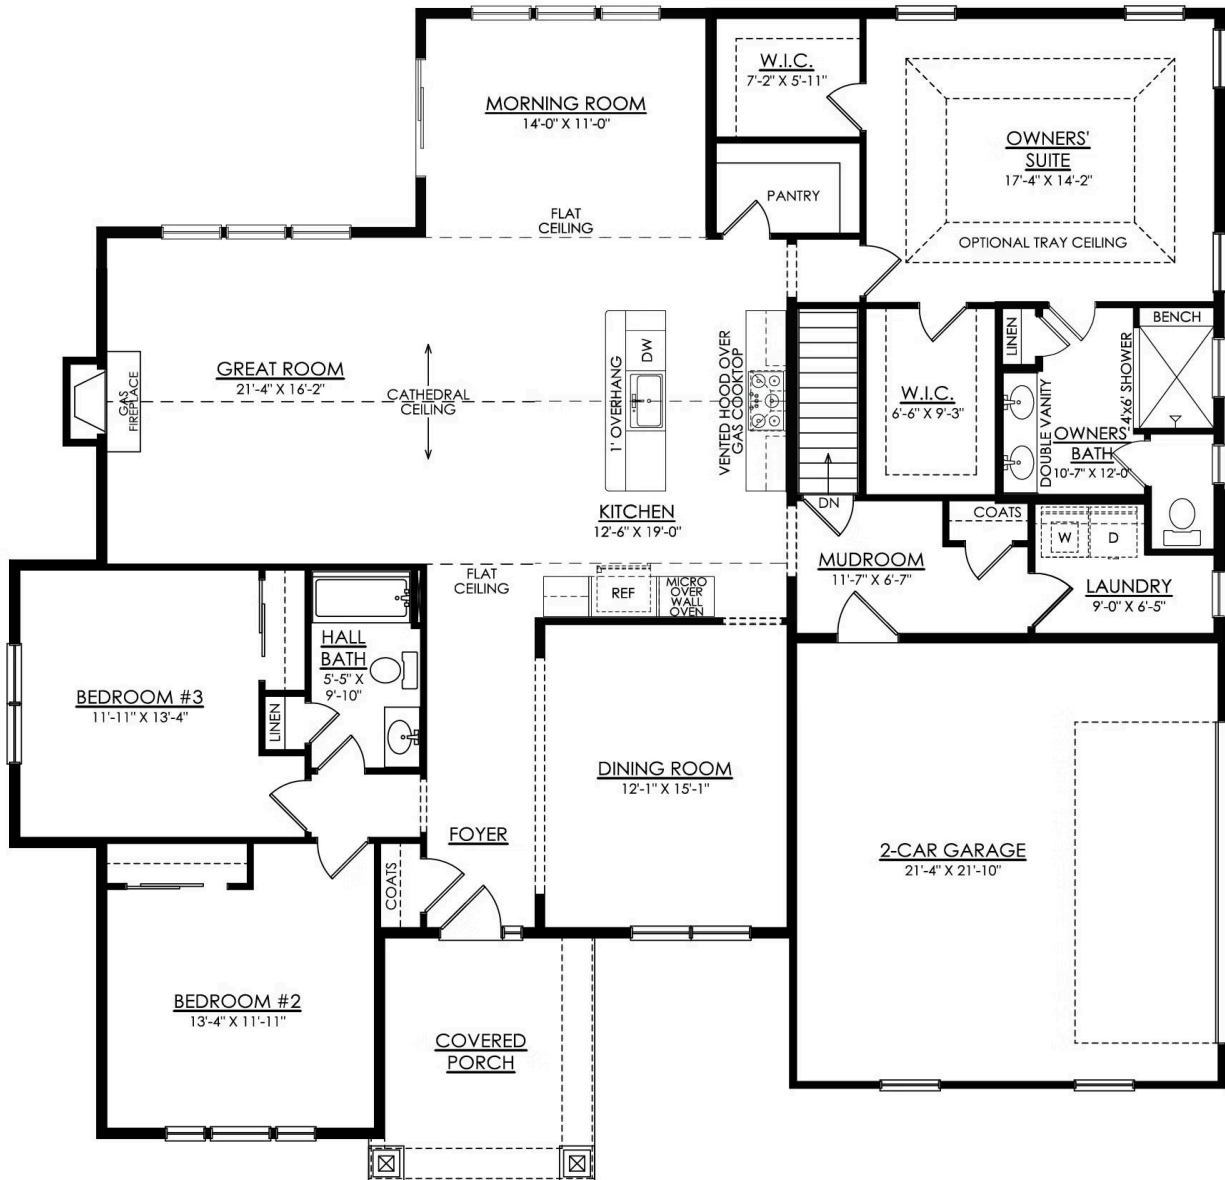 W.I.C.
7'-2" X 5'-11"
MORNING ROOM
14'-0" X 11'-0"
OWNERS'
SUITE
17'-4" X 14'-2"
PANTRY
FLAT
CEILING
OPTIONAL TRAY CEILING
BENCH
LINEN
4'x6' SHOWER
DW
1' OVERHANG
VENTED HOOD OVER
GAS COOKTOP
GREAT ROOM
21'-4" X 16'-2"
GAS
FIREPLACE
CATHEDRAL
CEILING
W.I.C.
6'-6" X 9'-3"
DOUBLE VANITY
OWNERS
BATH
10'-7" X 12'-0"
KITCHEN
12'-6" X 19'-0"
DN
COATS
W
D
MUDROOM
11'-7" X 6'-7"
LAUNDRY
9'-0" X 6'-5"
FLAT
CEILING
REF
MICRO
OVER
WALL
OVEN
HALL
BATH
5'-5" X
9'-10"
BEDROOM #3
11'-11" X 13'-4"
LINEN
DINING ROOM
12'-1" X 15'-1"
FOYER
2-CAR GARAGE
21'-4" X 21'-10"
COATS
BEDROOM #2
13'-4" X 11'-11"
COVERED
PORCH